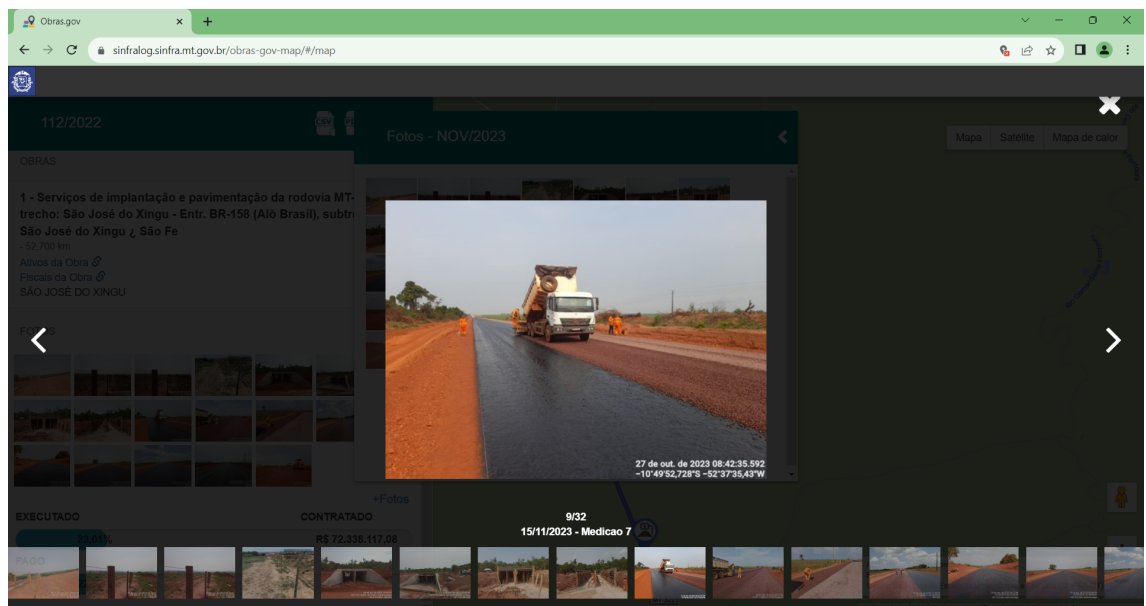 Obras.gov
sinfralog.sinfra.mt.gov.br/obras-gov-map/#/map
112/2022
CSV
Fotos - NOV/2023
Mapa
Satélite
Mapa de calor
OBRAS
1 - Serviços de implantação e pavimentação da rodovia MT-
trecho: São José do Xingu - Entr. BR-158 (Alô Brasil), subtr
São José do Xingu ¿ São Fe
- 52,700 km
Ativos da Obra
Fiscais da Obra
SÃO JOSÉ DO XINGU
FOTOS
27 de out. de 2023 08:42:35.592
-10°49'52,728"S -52°37'35,43"W
+Fotos
EXECUTADO
CONTRATADO
9/32
23,01%
R$ 72.338.117,08
15/11/2023 - Medicao 7
PAGO